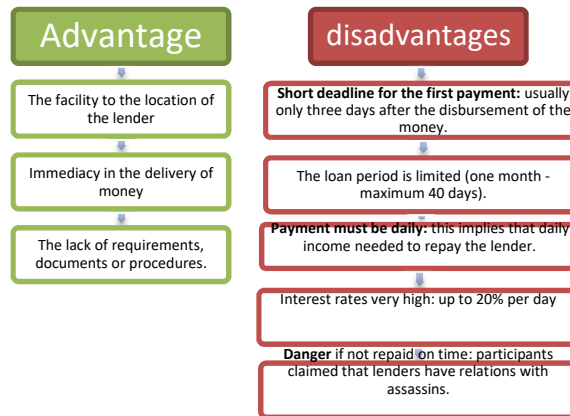 Advantage
The facility to the location of
the lender
Immediacy in the delivery of
money
The lack of requirements,
documents or procedures.
disadvantages
Short deadline for the first payment: usually
only three days after the disbursement of the
money.
The loan period is limited (one month -
maximum 40 days).
Payment must be daily: this implies that daily
income needed to repay the lender.
Interest rates very high: up to 20% per day
Danger if not repaid on time: participants
claimed that lenders have relations with
assassins.